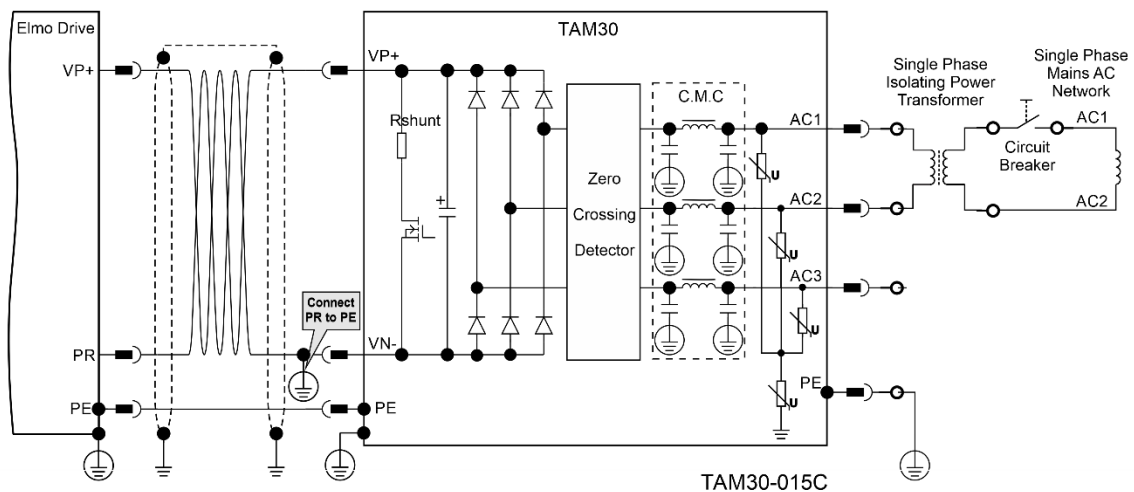 Elmo Drive
TAM30
VP+
VP+
Rshunt
+
C.M.C
Zero
Crossing
Detector
AC1
AC2
AC3
U
U
U
U
Single Phase
Isolating Power
Transformer
Single Phase
Mains AC
Network
AC1
Circuit
Breaker
AC2
Connect
PR to PE
PR
VN-
PE
PE
PE
TAM30-015C